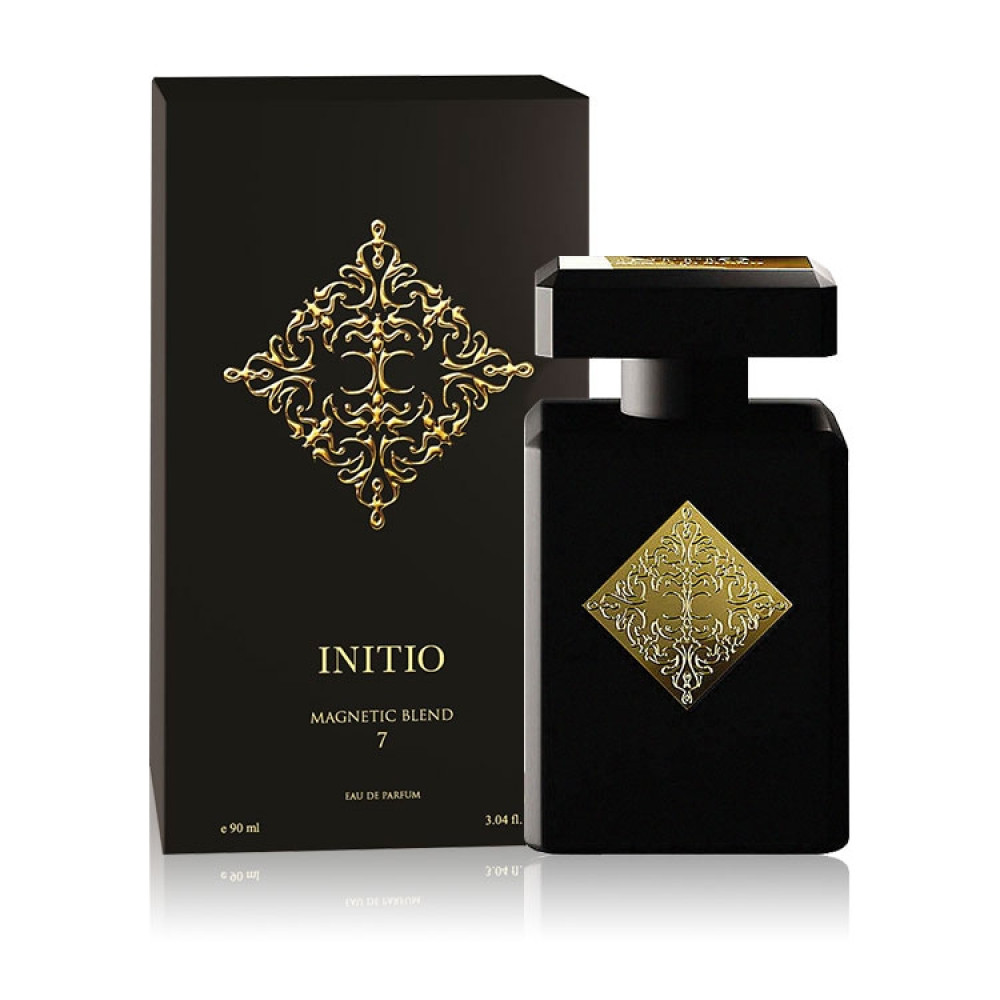 INITIO
MAGNETIC BLEND
7
EAU DE PARFUM
e 90 ml
3.04 fl.